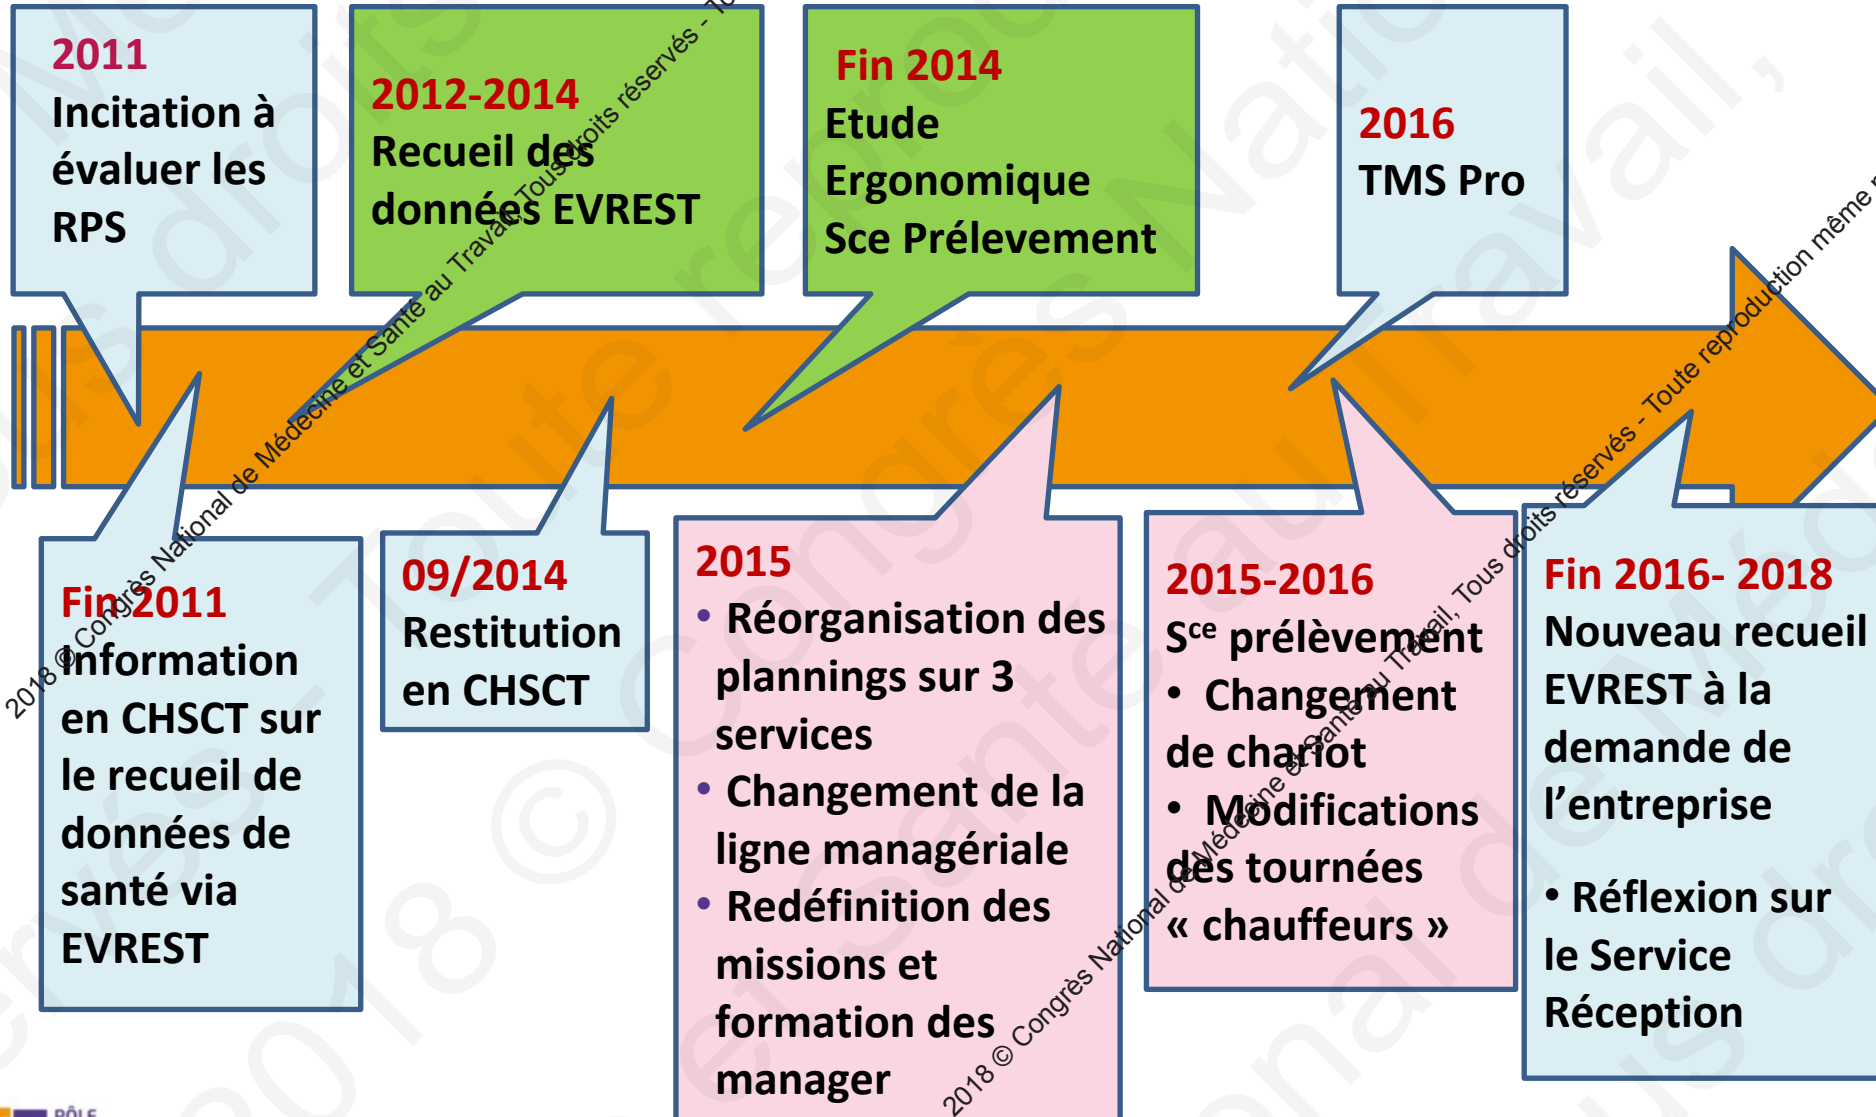 2011
Incitation à
évaluer les
RPS
2012-2014
Recueil des
données EVREST
Fin 2014
Etude
Ergonomique
Sce Prélevement
2016
TMS Pro
Fin 2011
Information
en CHSCT sur
le recueil de
données de
santé via
EVREST
09/2014
Restitution
en CHSCT
2015
• Réorganisation des
plannings sur 3
services
• Changement de la
ligne managériale
• Redéfinition des
missions et
formation des
manager
2015-2016
Sce prélèvement
• Changement
de chariot
• Modifications
des tournées
« chauffeurs »
Fin 2016- 2018
Nouveau recueil
EVREST à la
demande de
l’entreprise
• Réflexion sur
le Service
Réception
2018 © Congrès National de Médecine et Santé au Travail, Tous droits réservés - 
2018 © Congrès National de Médecine et Santé au Travail, Tous droits réservés - Toute reproduction même
PÔLE